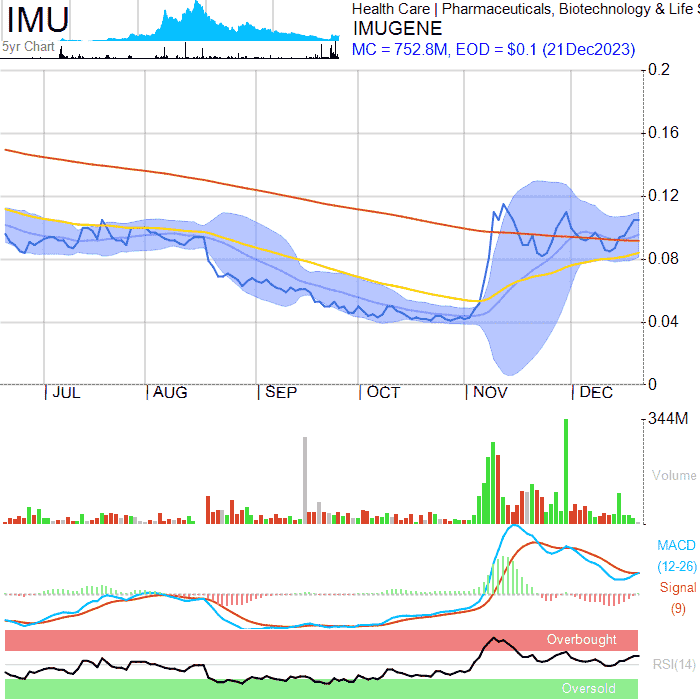 IMU
5yr Chart
Health Care | Pharmaceuticals, Biotechnology & Life S
IMUGENE
MC = 752.8M, EOD = $0.1 (21Dec2023)
0.2
0.16
0.12
0.08
0.04
0
JUL AUG SEP OCT NOV DEC
344M
Volume
MACD
(12-26)
Signal
(9)
Overbought
RSI(14)
Oversold